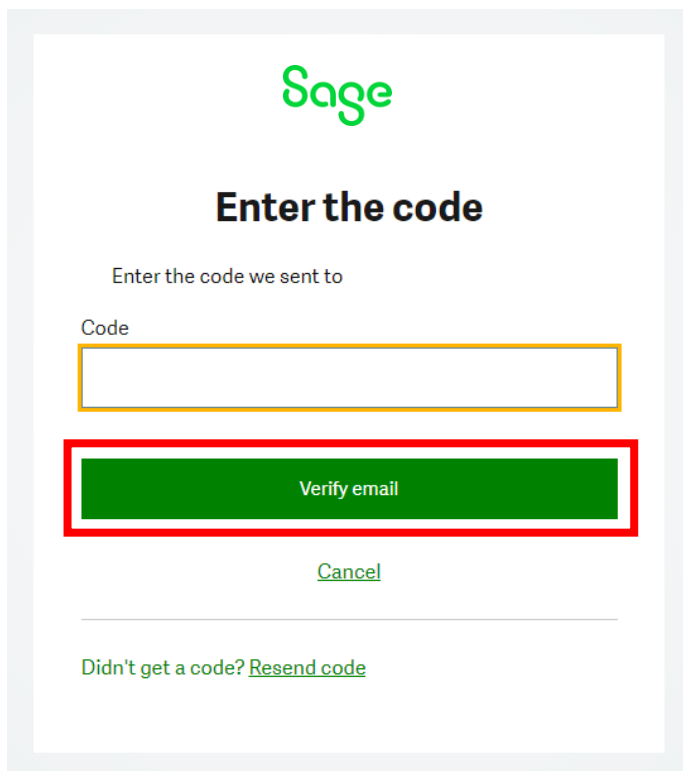 Sage
Enter the code
Enter the code we sent to
Code
Verify email
Cancel
Didn't get a code? Resend code